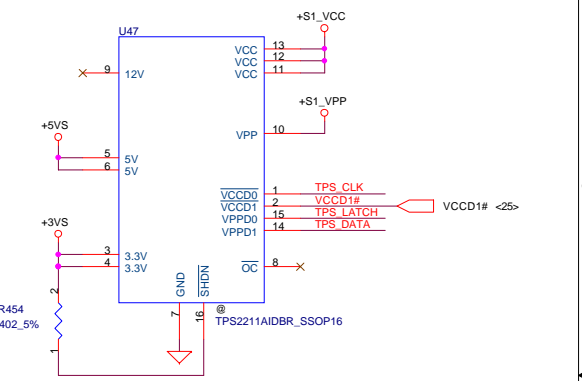 U47
+S1_VCC
VCC 13
VCC 12
VCC 11
9 12V
+S1_VPP
VPP 10
+5VS
5 5V
6 5V
VCCD0 1 TPS_CLK
VCCD1 2 VCCD1#
VCCD1# <25>
VPPD0 15 TPS_LATCH
VPPD1 14 TPS_DATA
+3VS
3 3.3V
4 3.3V
OC 8
GND
SHDN
2
7
16
@
TPS2211AIDBR_SSOP16
R454
402_5%
1